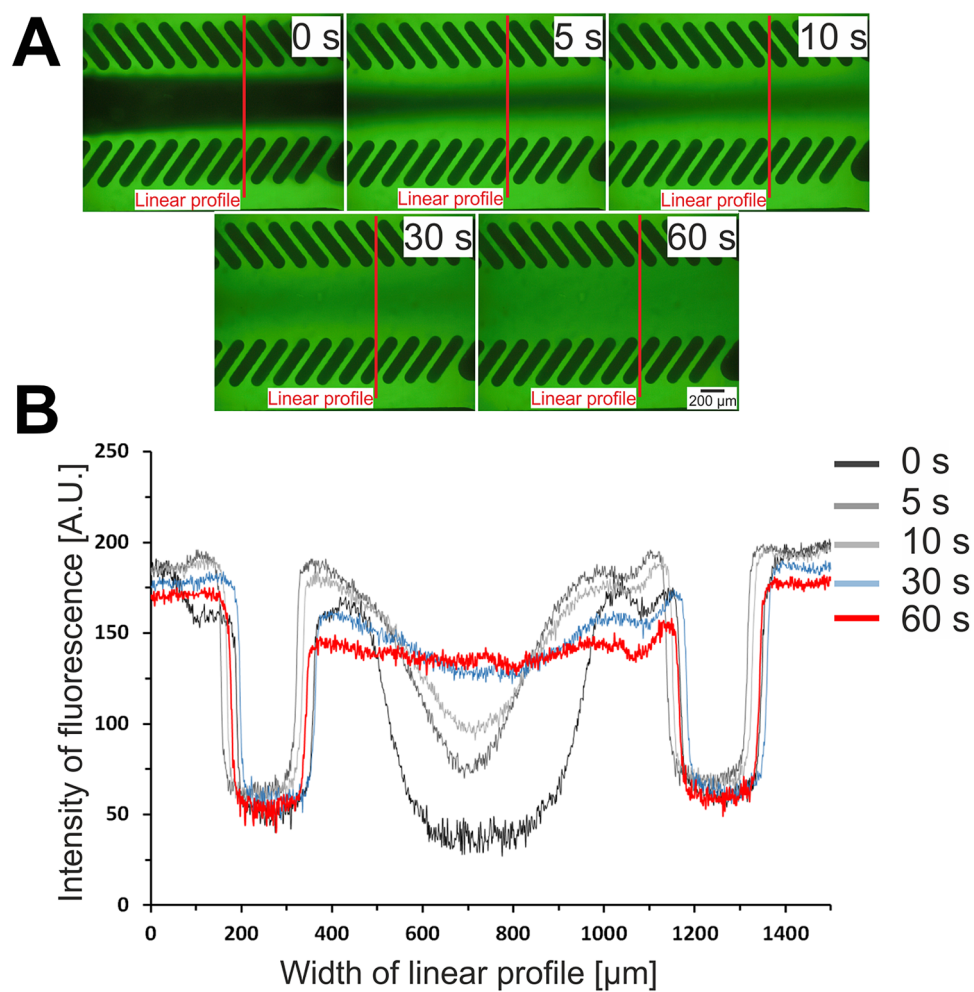 A
0 s
5 s
10 s
Linear profile
Linear profile
Linear profile
30 s
60 s
Linear profile
Linear profile
200 µm
B
Intensity of fluorescence [A.U.]
250
200
150
100
50
0
0 200 400 600 800 1000 1200 1400
Width of linear profile [µm]
0 s
5 s
10 s
30 s
60 s